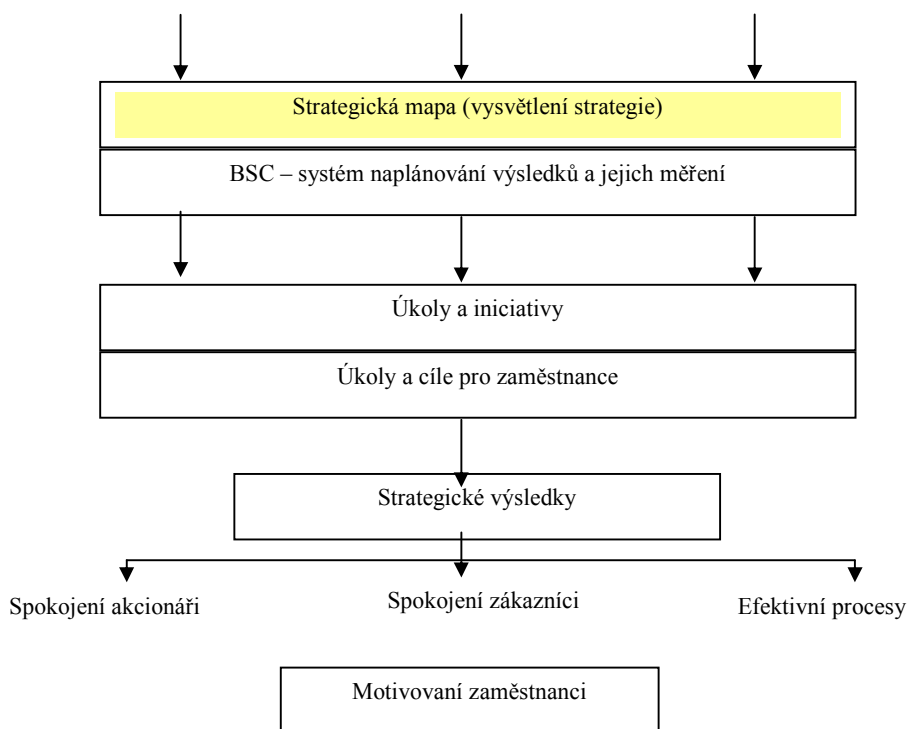 Strategická mapa (vysvětlení strategie)
BSC – systém naplánování výsledků a jejich měření
Úkoly a iniciativy
Úkoly a cíle pro zaměstnance
Strategické výsledky
Spokojení akcionáři
Spokojení zákazníci
Efektivní procesy
Motivovaní zaměstnanci